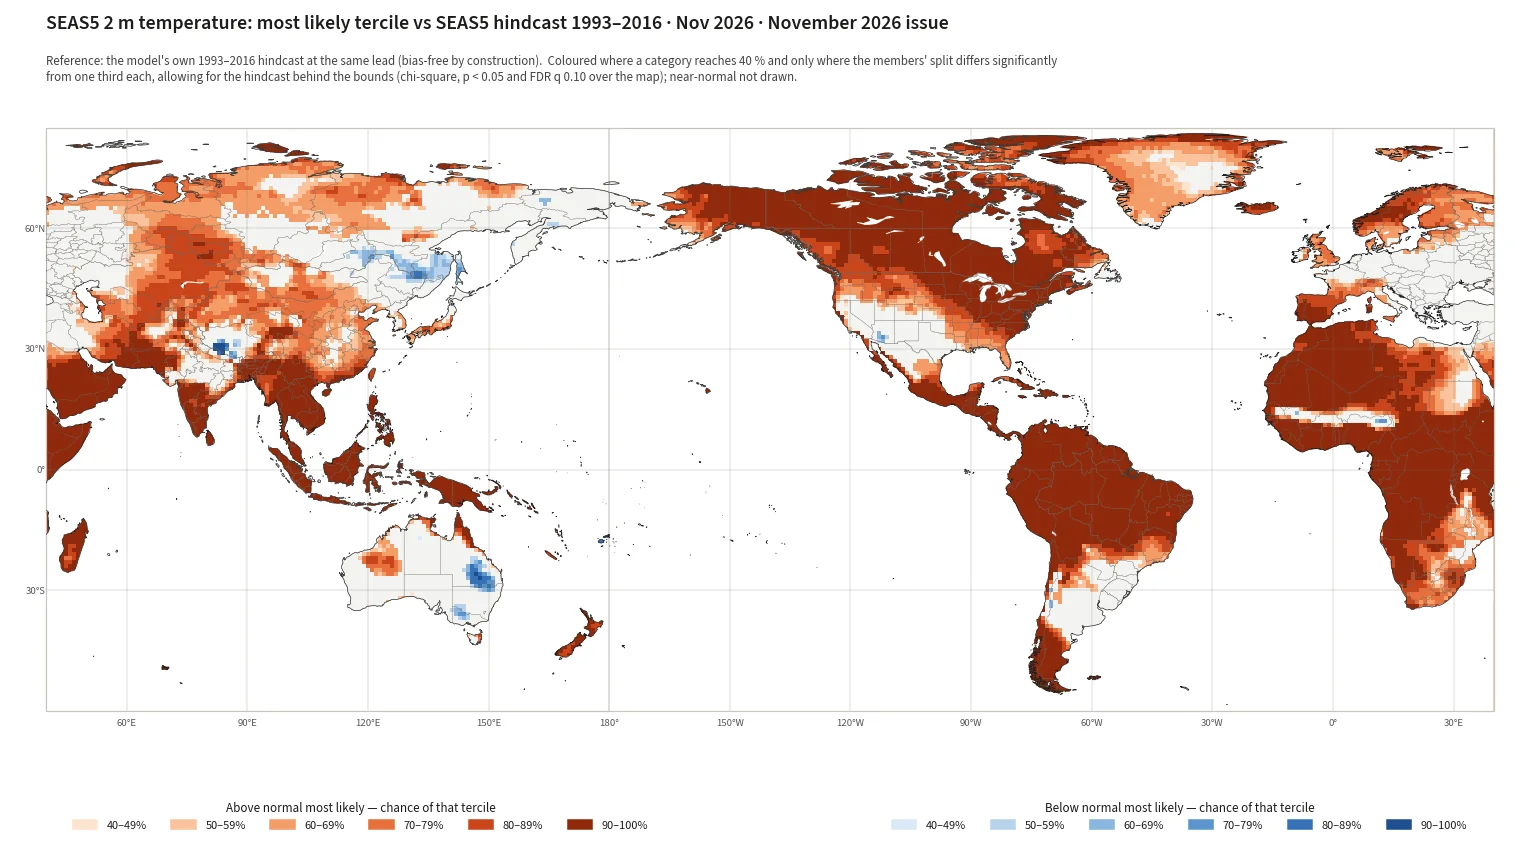 SEAS5 2 m temperature: most likely tercile vs SEAS5 hindcast 1993–2016 · Nov 2026 · November 2026 issue
Reference: the model's own 1993–2016 hindcast at the same lead (bias-free by construction). Coloured where a category reaches 40 % and only where the members' split differs significantly
from one third each, allowing for the hindcast behind the bounds (chi-square, p < 0.05 and FDR q 0.10 over the map); near-normal not drawn.
60°N
30°N
0°
30°S
60°E 90°E 120°E 150°E 180° 150°W 120°W 90°W 60°W 30°W 0° 30°E
Above normal most likely — chance of that tercile
40–49% 50–59% 60–69% 70–79% 80–89% 90–100%
Below normal most likely — chance of that tercile
40–49% 50–59% 60–69% 70–79% 80–89% 90–100%